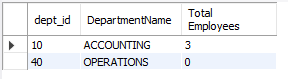 dept_id DepartmentName Total Employees
10 ACCOUNTING 3
40 OPERATIONS 0